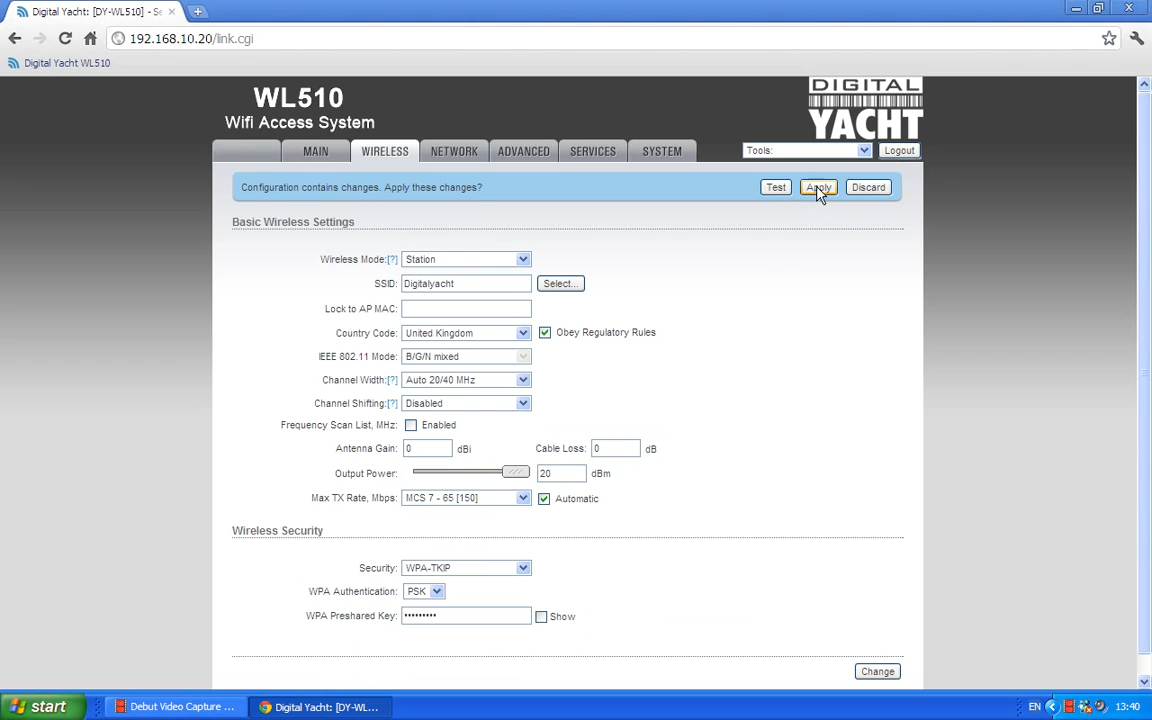 Digital Yacht: [DY-WL510] - Se
192.168.10.20/link.cgi
Digital Yacht WL510
WL510
Wifi Access System
DIGITAL
YACHT
MAIN WIRELESS NETWORK ADVANCED SERVICES SYSTEM Tools: Logout
Configuration contains changes. Apply these changes? Test Apply Discard
Basic Wireless Settings
Wireless Mode:[?] Station
SSID: Digitalyacht Select...
Lock to AP MAC:
Country Code: United Kingdom Obey Regulatory Rules
IEEE 802.11 Mode: B/G/N mixed
Channel Width:[?] Auto 20/40 MHz
Channel Shifting:[?] Disabled
Frequency Scan List, MHz: Enabled
Antenna Gain: 0 dBi Cable Loss: 0 dB
Output Power: 20 dBm
Max TX Rate, Mbps: MCS 7 - 65 [150] Automatic
Wireless Security
Security: WPA-TKIP
WPA Authentication: PSK
WPA Preshared Key: ••••••••• Show
Change
start Debut Video Capture ... Digital Yacht: [DY-WL... EN 13:40